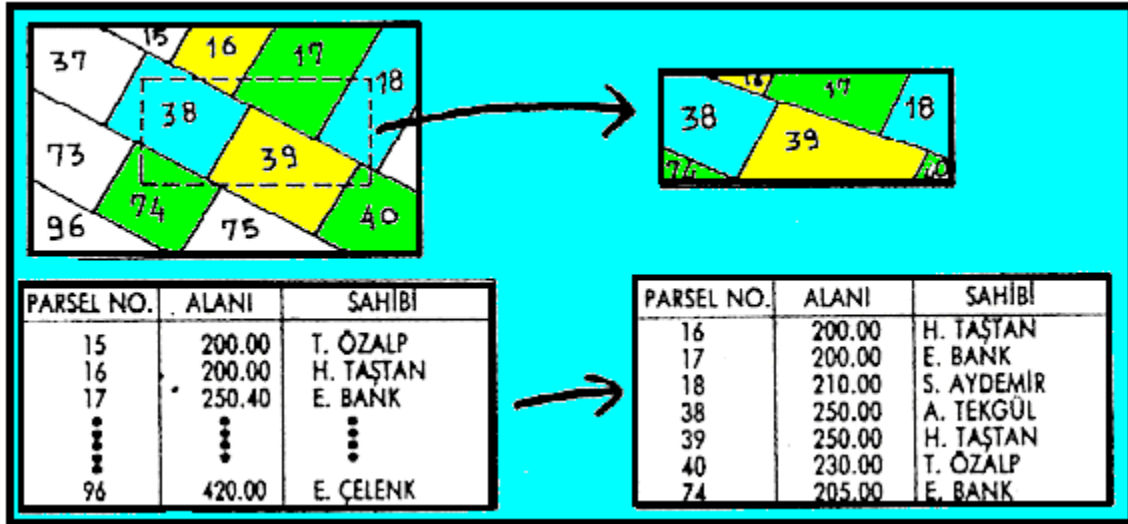 15 16 17
37 18
38
73 39
74
96 75 40
16 17
38 18
39
74 40
PARSEL NO. ALANI SAHİBİ
15 200.00 T. ÖZALP
16 200.00 H. TAŞTAN
17 250.40 E. BANK
96 420.00 E. ÇELENK
PARSEL NO. ALANI SAHİBİ
16 200.00 H. TAŞTAN
17 200.00 E. BANK
18 210.00 S. AYDEMİR
38 250.00 A. TEKGÜL
39 250.00 H. TAŞTAN
40 230.00 T. ÖZALP
74 205.00 E. BANK